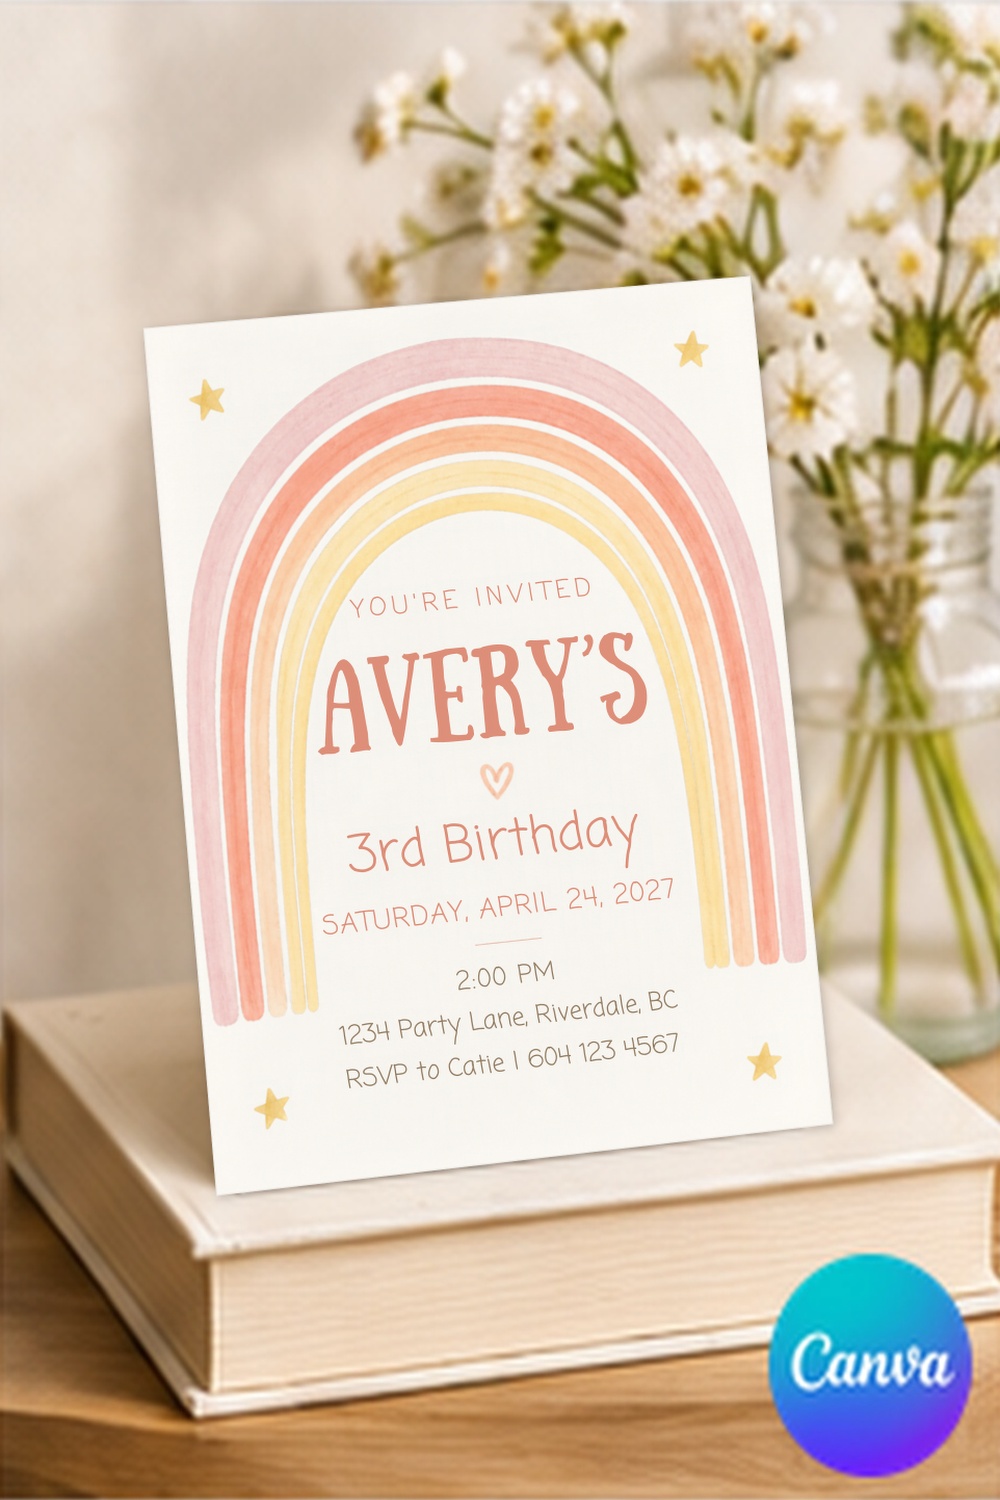 YOU'RE INVITED
AVERY'S
3rd Birthday
SATURDAY, APRIL 24, 2027
2:00 PM
1234 Party Lane, Riverdale, BC
RSVP to Catie | 604 123 4567
Canva